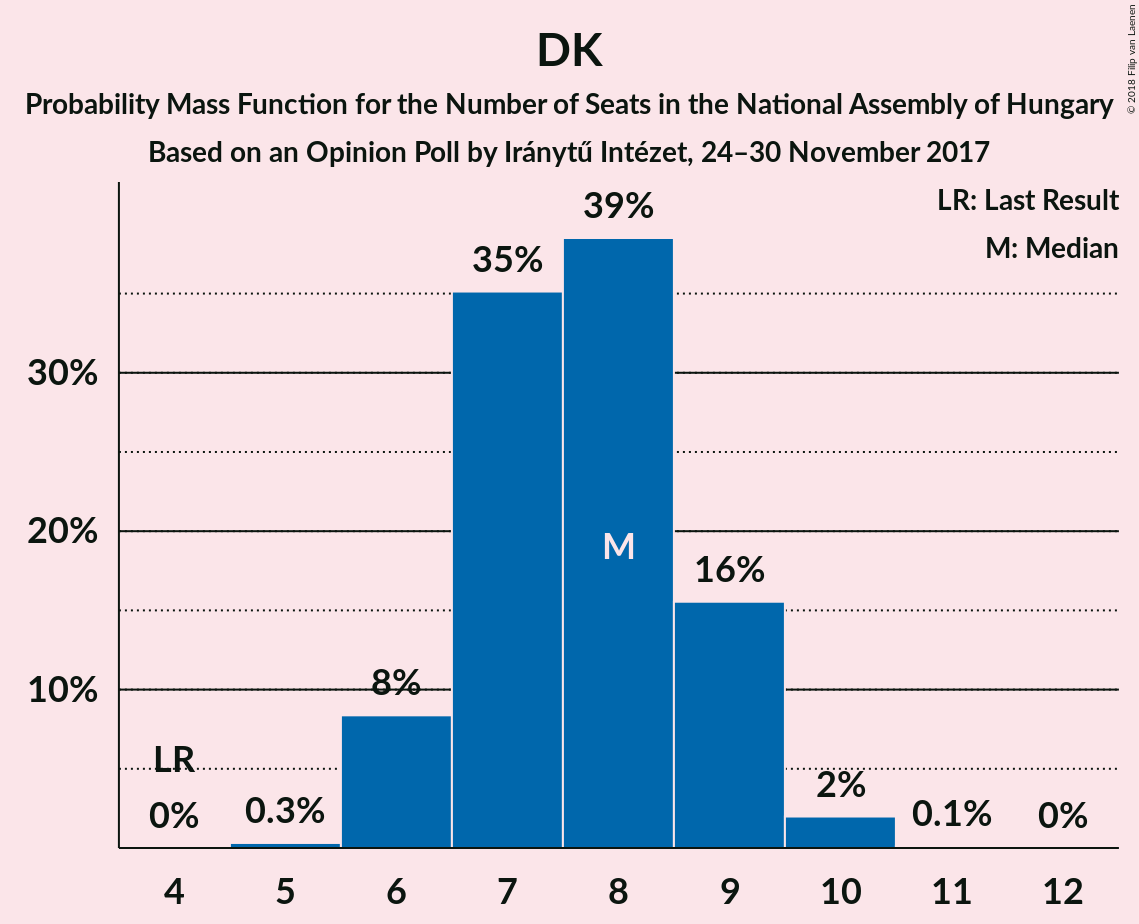 DK
Probability Mass Function for the Number of Seats in the National Assembly of Hungary
Based on an Opinion Poll by Iránytű Intézet, 24–30 November 2017
© 2018 Filip van Laenen
LR: Last Result
M: Median
39%
35%
30%
M
20%
16%
10%
8%
LR
2%
0%
0.3%
0.1%
0%
4 5 6 7 8 9 10 11 12